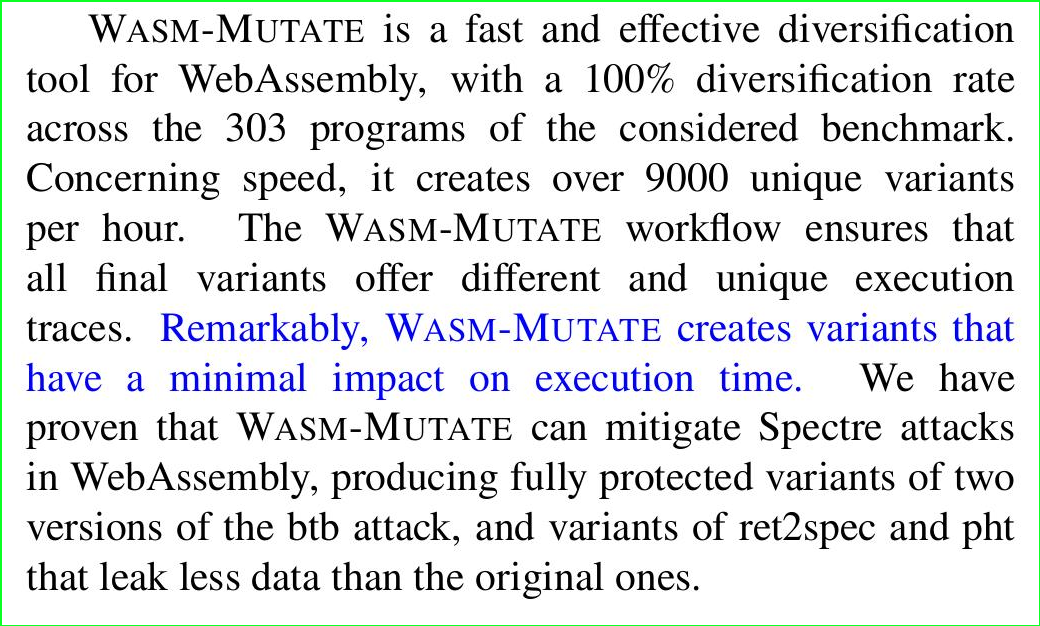 WASM-MUTATE is a fast and effective diversification
tool for WebAssembly, with a 100% diversification rate
across the 303 programs of the considered benchmark.
Concerning speed, it creates over 9000 unique variants
per hour. The WASM-MUTATE workflow ensures that
all final variants offer different and unique execution
traces. Remarkably, WASM-MUTATE creates variants that
have a minimal impact on execution time. We have
proven that WASM-MUTATE can mitigate Spectre attacks
in WebAssembly, producing fully protected variants of two
versions of the btb attack, and variants of ret2spec and pht
that leak less data than the original ones.